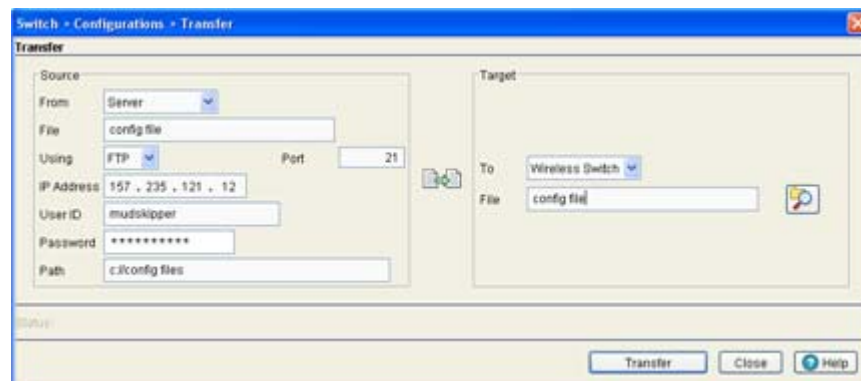 Switch > Configurations > Transfer
Transfer
Source
From Server
File config file
Using FTP Port 21
IP Address 157 . 235 . 121 . 12
User ID mudskipper
Password **********
Path c://config files
Target
To Wireless Switch
File config file
Status:
Transfer Close Help